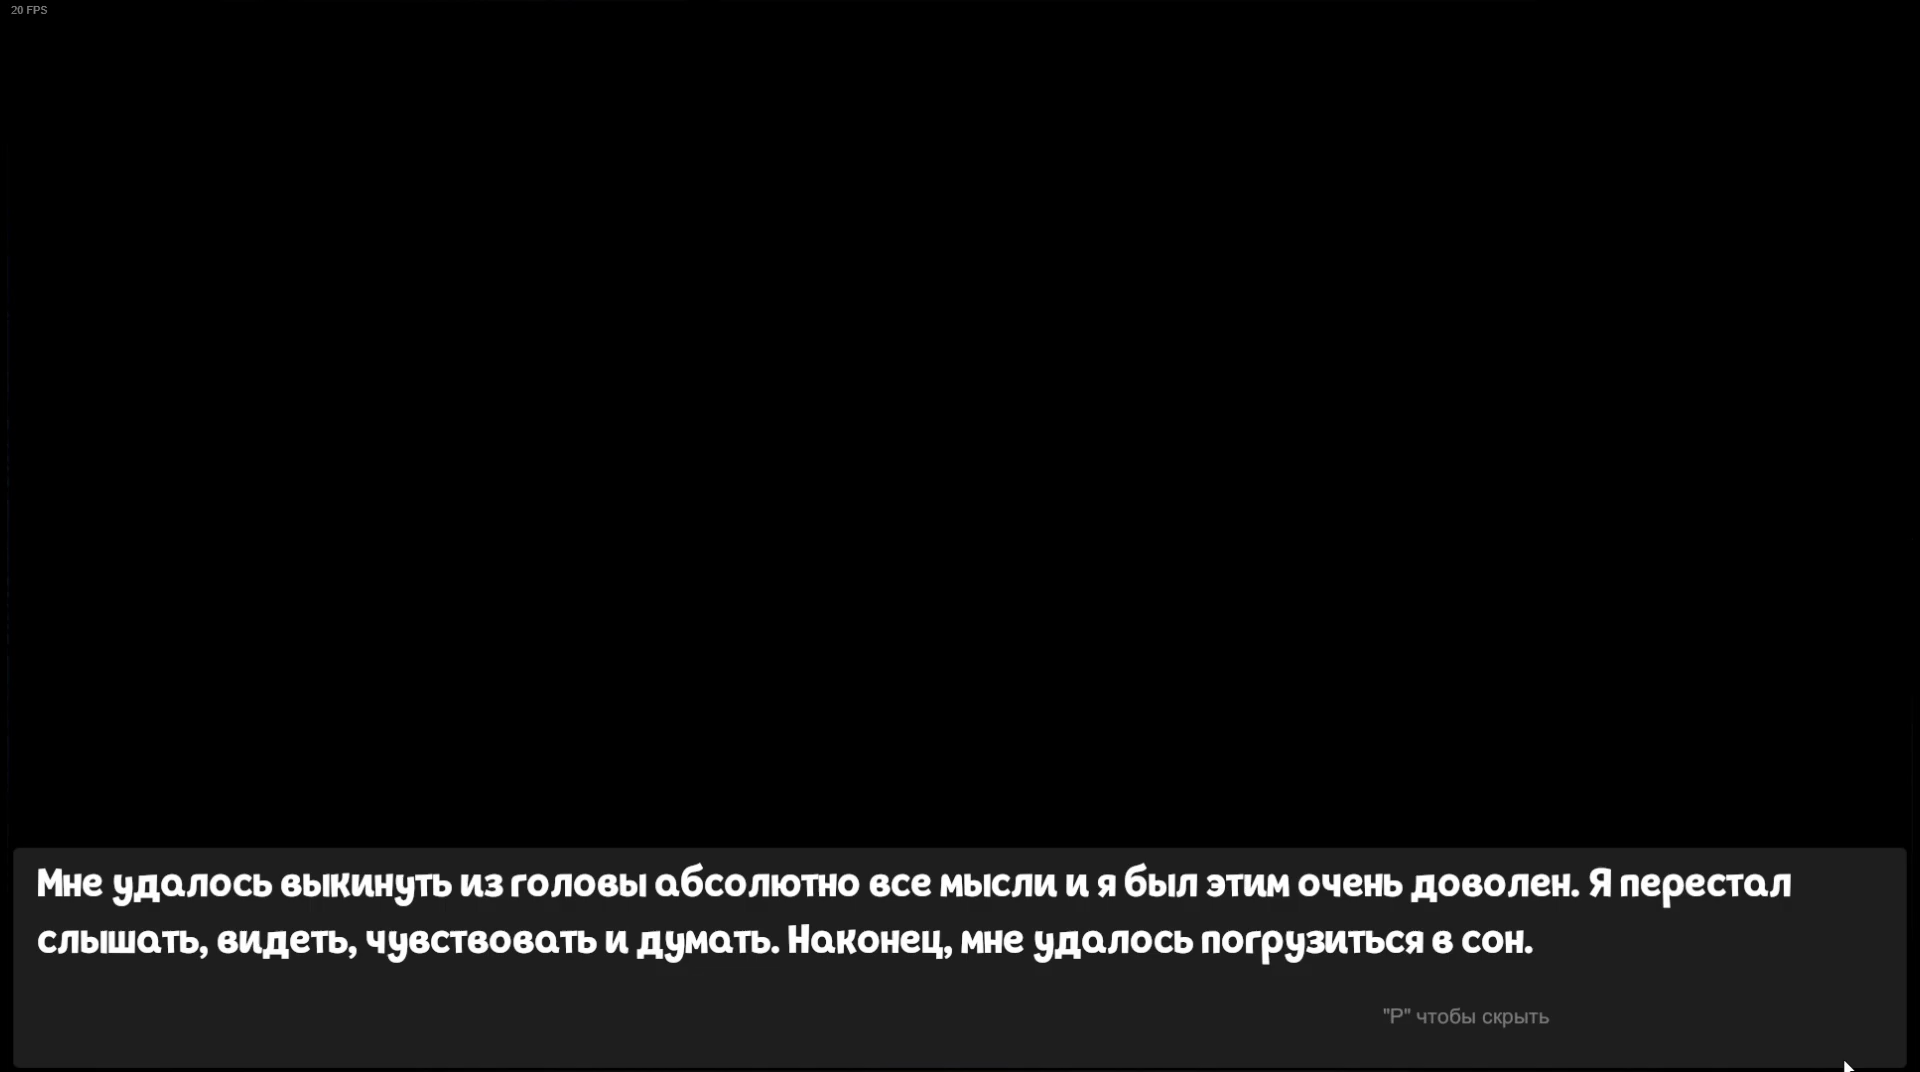 20 FPS
Мне удалось выкинуть из головы абсолютно все мысли и я был этим очень доволен. Я перестал
слышать, видеть, чувствовать и думать. Наконец, мне удалось погрузиться в сон.
"P" чтобы скрыть